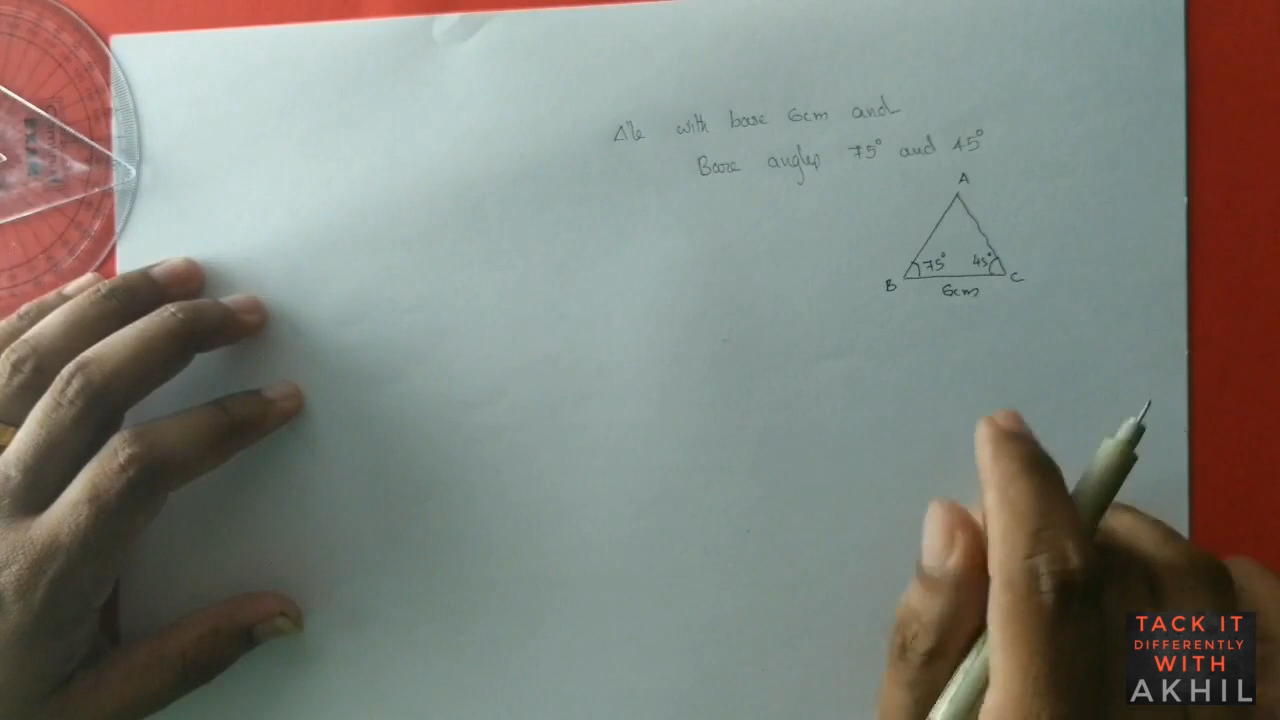 Δle with base 6cm and
Base angles 75° and 45°
A
75° 45°
B C
6cm
TACK IT
DIFFERENTLY
WITH
AKHIL